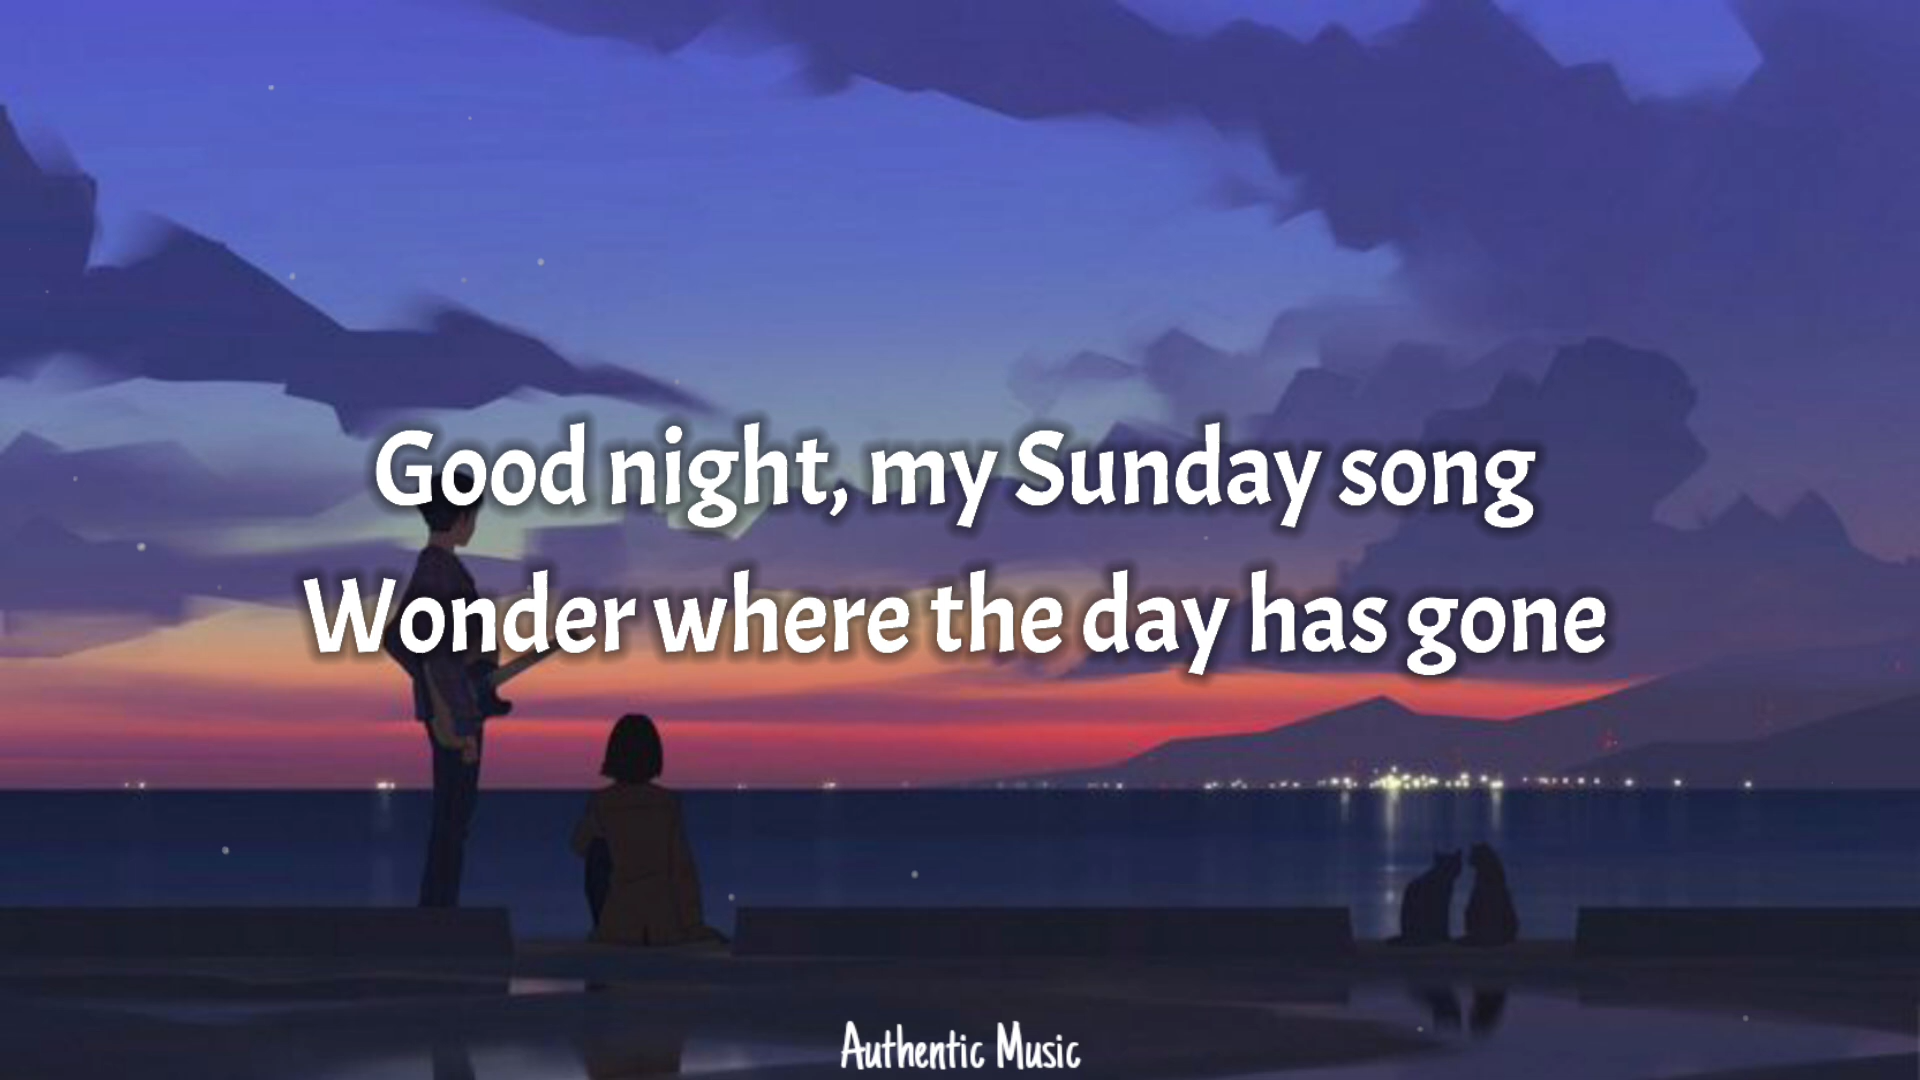 Good night, my Sunday song
Wonder where the day has gone
Authentic Music